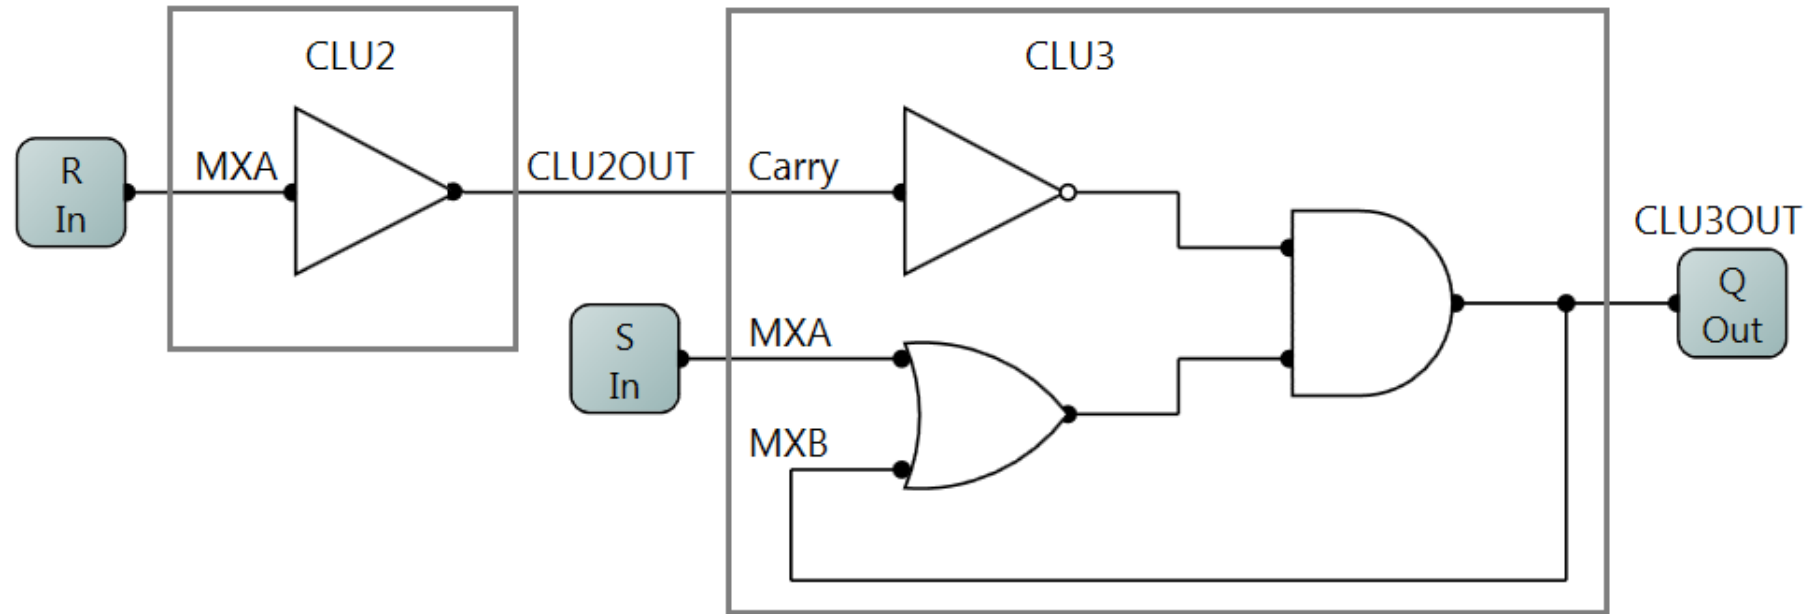 CLU2
CLU3
R
In
MXA
CLU2OUT
Carry
CLU3OUT
Q
Out
S
In
MXA
MXB